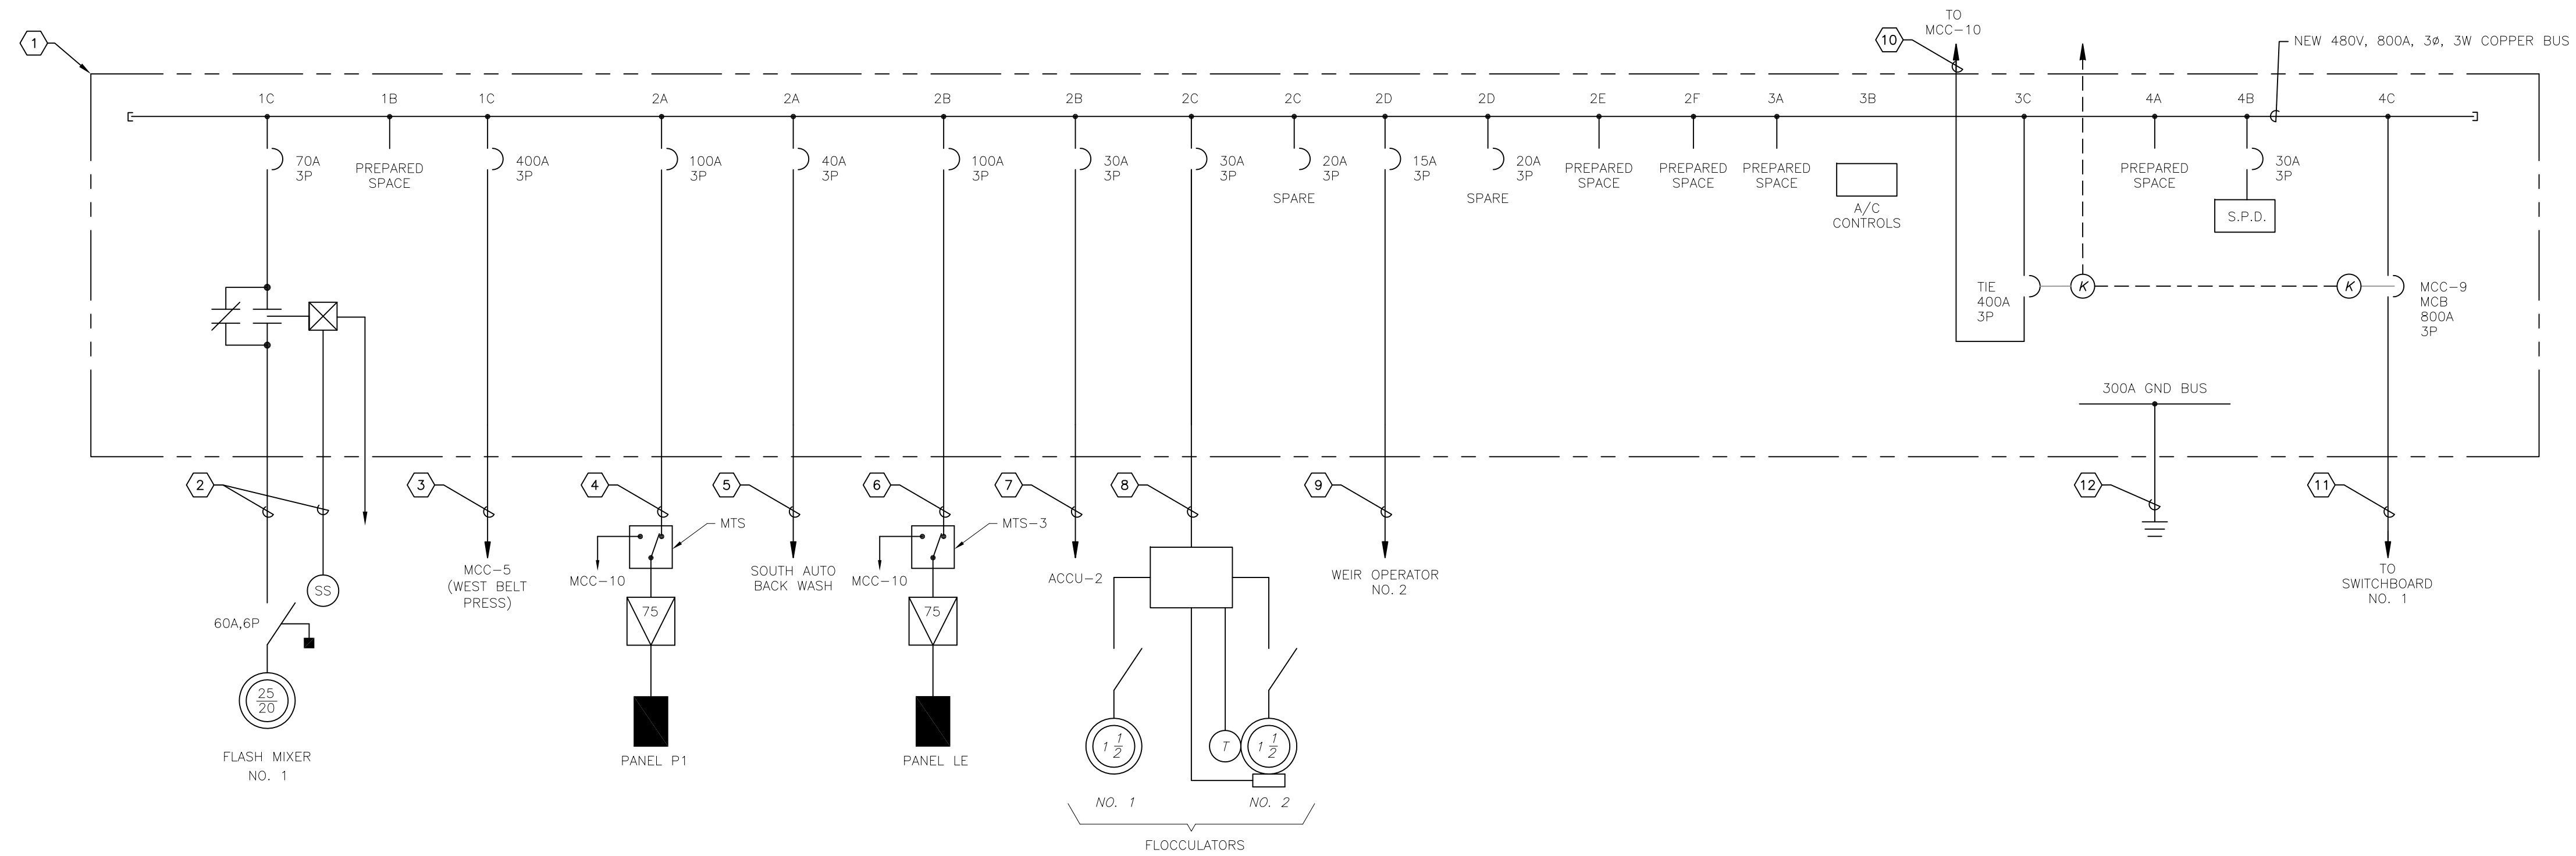 1
10
TO
MCC-10
NEW 480V, 800A, 3ø, 3W COPPER BUS
1C
1B
1C
2A
2A
2B
2B
2C
2C
2D
2D
2E
2F
3A
3B
3C
4A
4B
4C
70A
3P
PREPARED
SPACE
400A
3P
100A
3P
40A
3P
100A
3P
30A
3P
30A
3P
20A
3P
SPARE
15A
3P
20A
3P
SPARE
PREPARED
SPACE
PREPARED
SPACE
PREPARED
SPACE
A/C
CONTROLS
PREPARED
SPACE
30A
3P
S.P.D.
TIE
400A
3P
K
K
MCC-9
MCB
800A
3P
300A GND BUS
2
3
4
5
6
7
8
9
12
11
MTS
MTS-3
MCC-5
(WEST BELT
PRESS)
MCC-10
SOUTH AUTO
BACK WASH
MCC-10
ACCU-2
WEIR OPERATOR
NO. 2
TO
SWITCHBOARD
NO. 1
SS
60A,6P
75
75
25
20
1 1/2
T
1 1/2
FLASH MIXER
NO. 1
PANEL P1
PANEL LE
NO. 1
NO. 2
FLOCCULATORS